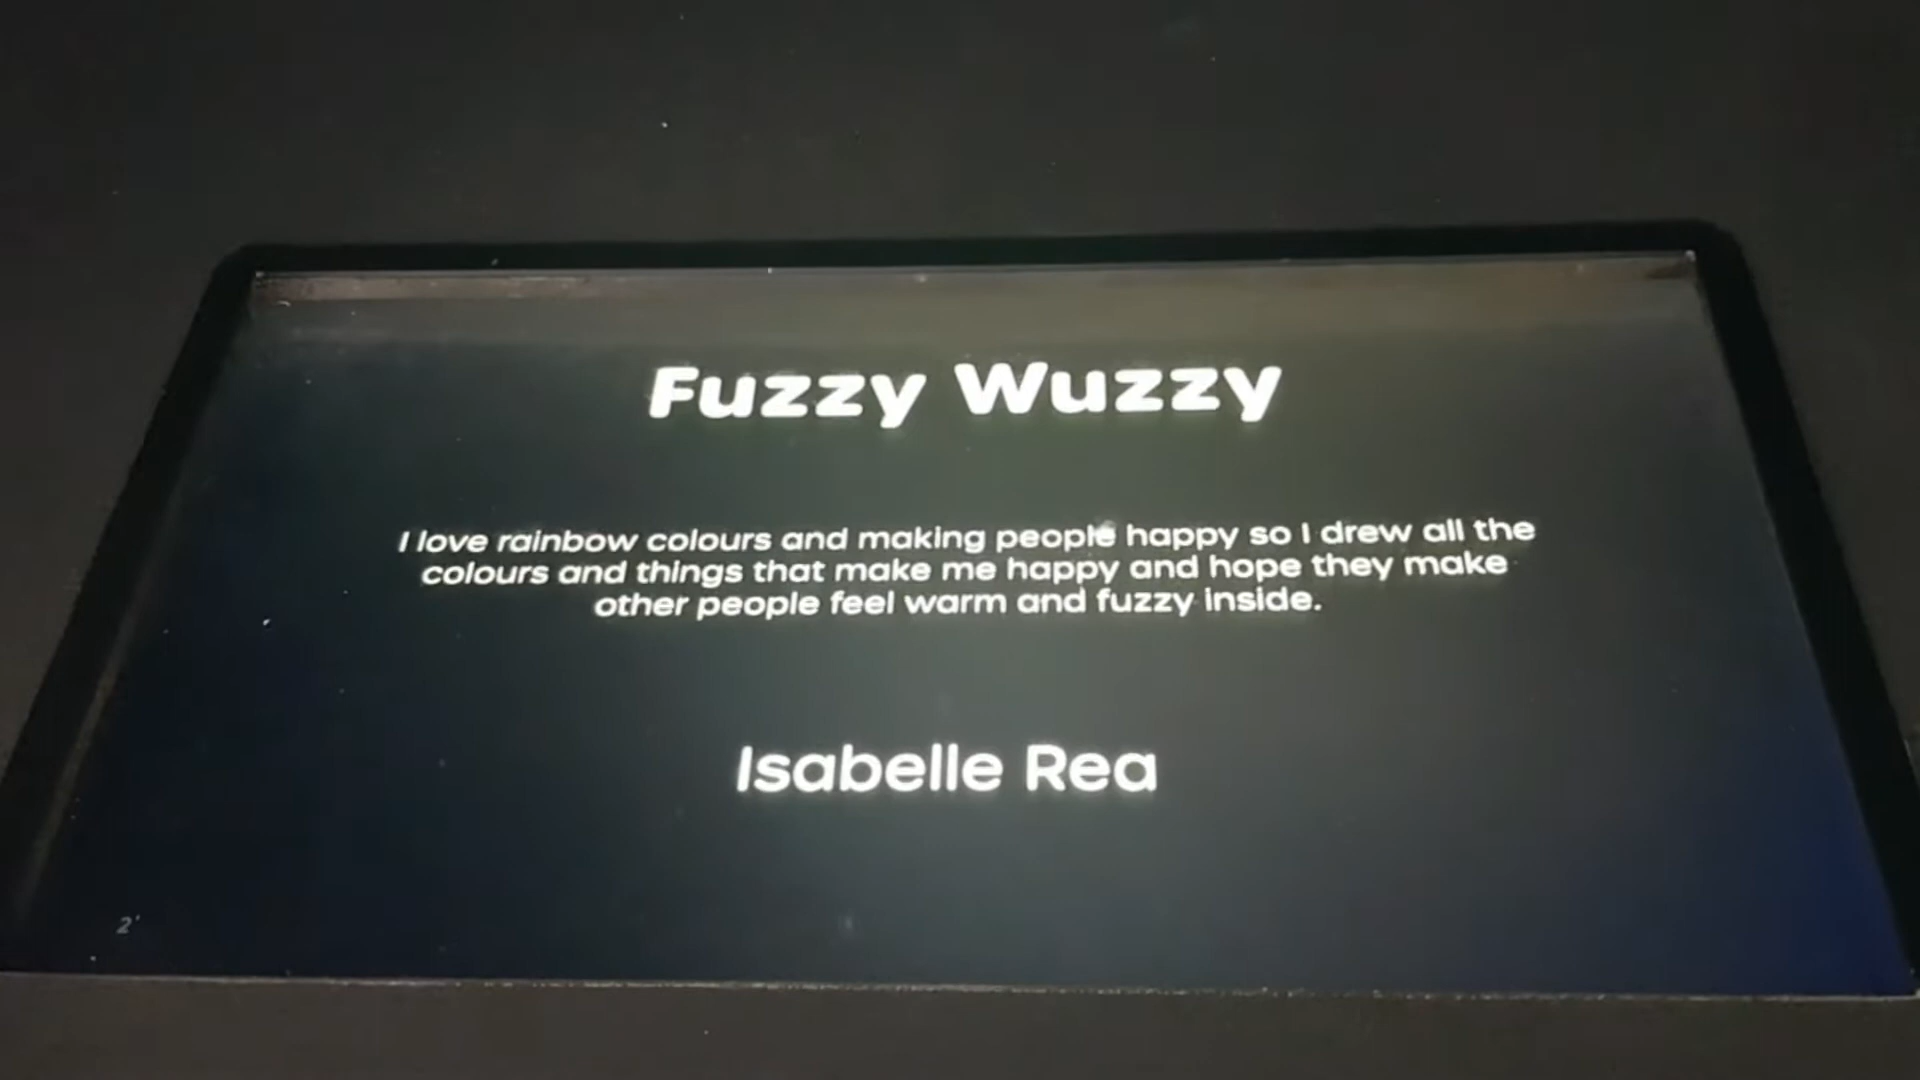 Fuzzy Wuzzy
I love rainbow colours and making people happy so I drew all the
colours and things that make me happy and hope they make
other people feel warm and fuzzy inside.
Isabelle Rea